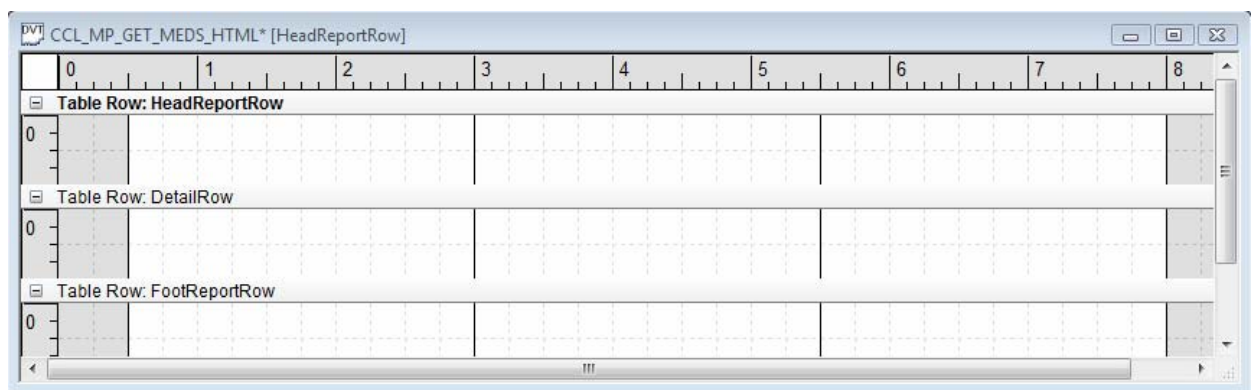 DVT CCL_MP_GET_MEDS_HTML* [HeadReportRow]
0 1 2 3 4 5 6 7 8
Table Row: HeadReportRow
0
Table Row: DetailRow
0
Table Row: FootReportRow
0